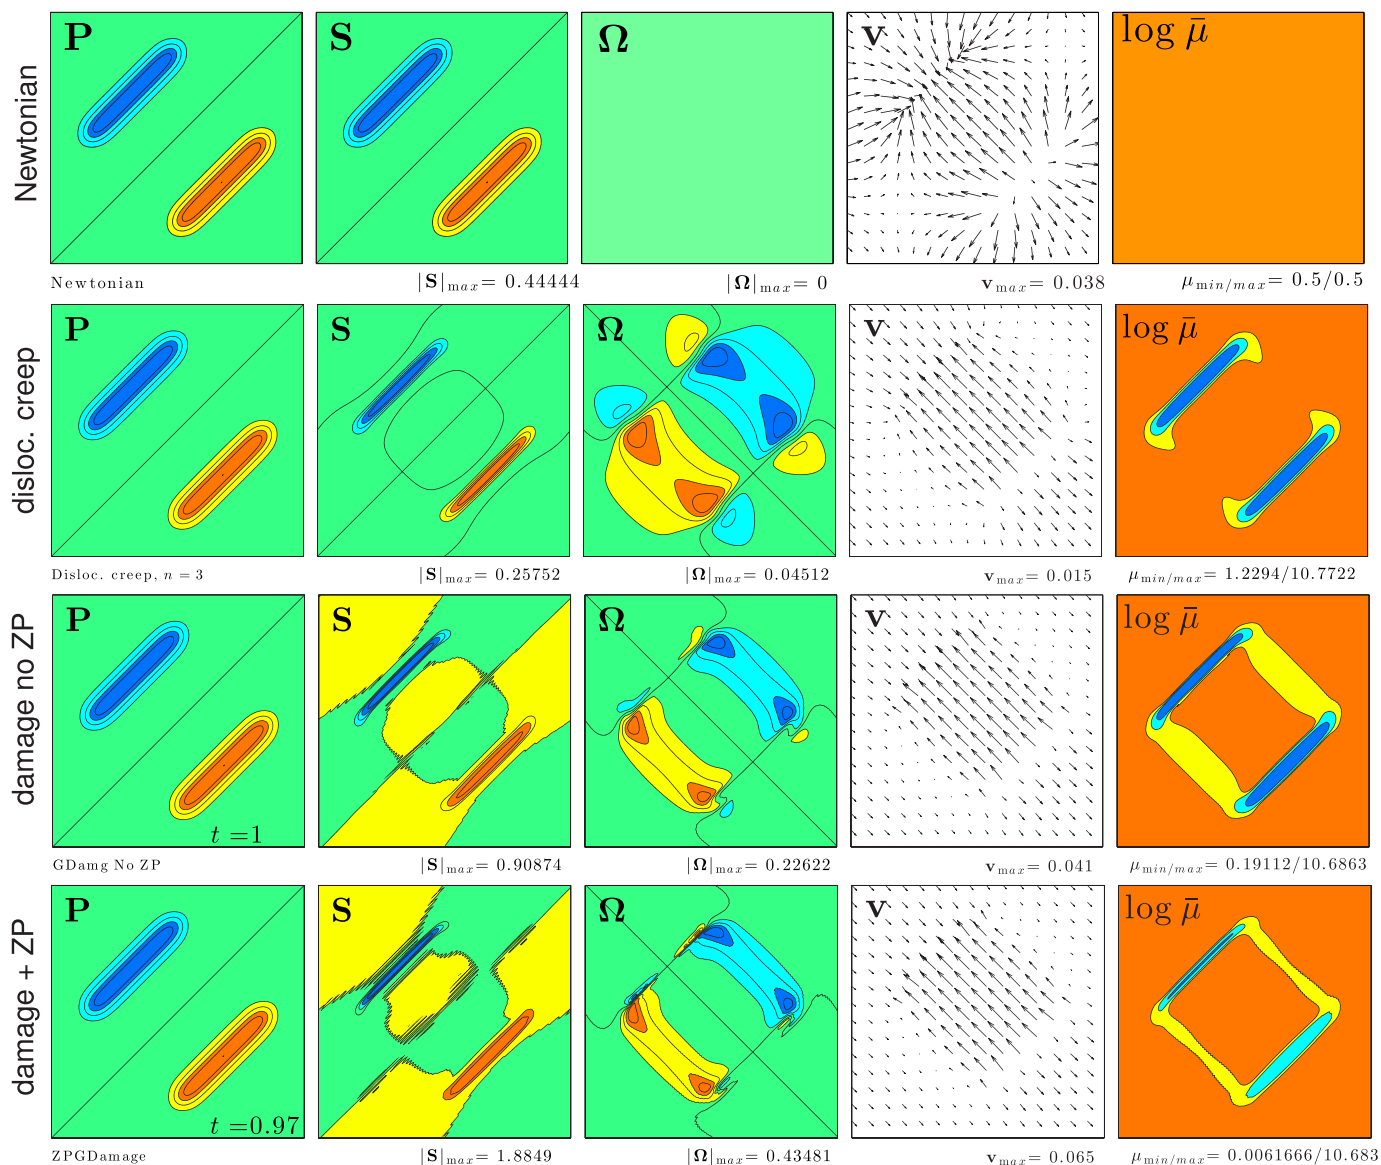 Newtonian
P
S
Ω
v
log μ̄
Newtonian
|S|max= 0.44444
|Ω|max= 0
vmax= 0.038
μmin/max= 0.5/0.5
disloc. creep
P
S
Ω
v
log μ̄
Disloc. creep, n = 3
|S|max= 0.25752
|Ω|max= 0.04512
vmax= 0.015
μmin/max= 1.2294/10.7722
damage no ZP
P
S
Ω
v
log μ̄
t =1
GDamg No ZP
|S|max= 0.90874
|Ω|max= 0.22622
vmax= 0.041
μmin/max= 0.19112/10.6863
damage + ZP
P
S
Ω
v
log μ̄
t =0.97
ZPGDamage
|S|max= 1.8849
|Ω|max= 0.43481
vmax= 0.065
μmin/max= 0.0061666/10.683